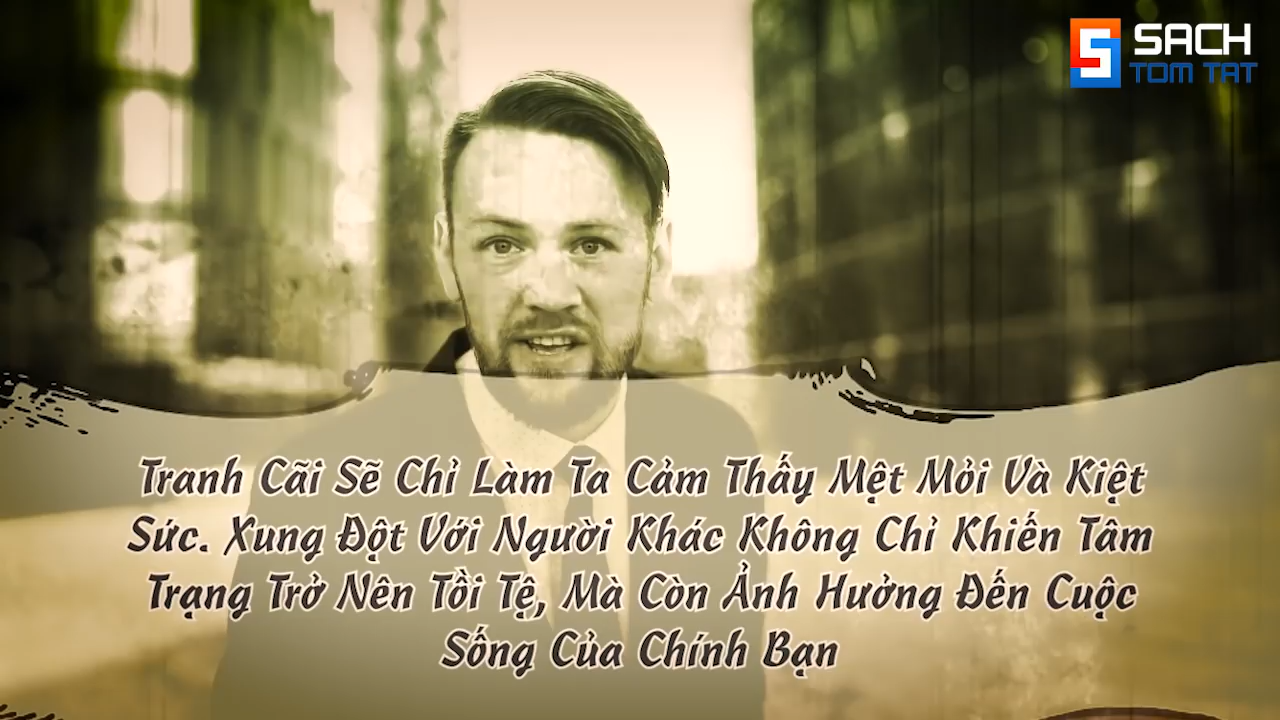 SACH
TOM TAT
Tranh Cãi Sẽ Chỉ Làm Ta Cảm Thấy Mệt Mỏi Và Kiệt
Sức. Xung Đột Với Người Khác Không Chỉ Khiến Tâm
Trạng Trở Nên Tồi Tệ, Mà Còn Ảnh Hưởng Đến Cuộc
Sống Của Chính Bạn